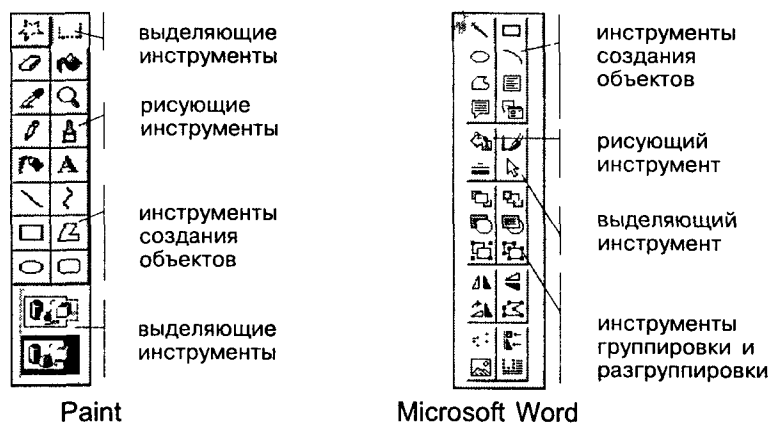 выделяющие
инструменты
рисующие
инструменты
A
инструменты
создания
объектов
выделяющие
инструменты
Paint
инструменты
создания
объектов
рисующий
инструмент
выделяющий
инструмент
инструменты
группировки и
разгруппировки
Microsoft Word